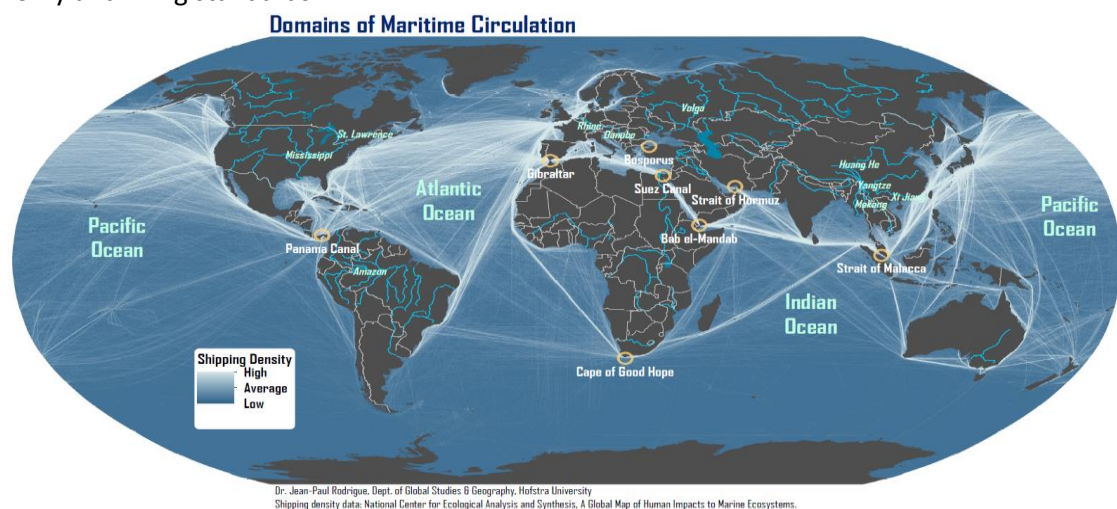 Domains of Maritime Circulation
Volga
St. Lawrence
Rhine
Danube
Mississippi
Bosporus
Gibraltar
Huang He
Suez Canal
Strait of Hormuz
Yangtze
Xi Jiang
Mekong
Atlantic
Ocean
Pacific
Ocean
Pacific
Ocean
Panama Canal
Bab el-Mandab
Strait of Malacca
Amazon
Indian
Ocean
Cape of Good Hope
Shipping Density
High
Average
Low
Dr. Jean-Paul Rodrigue, Dept. of Global Studies & Geography, Hofstra University
Shipping density data: National Center for Ecological Analysis and Synthesis, A Global Map of Human Impacts to Marine Ecosystems.